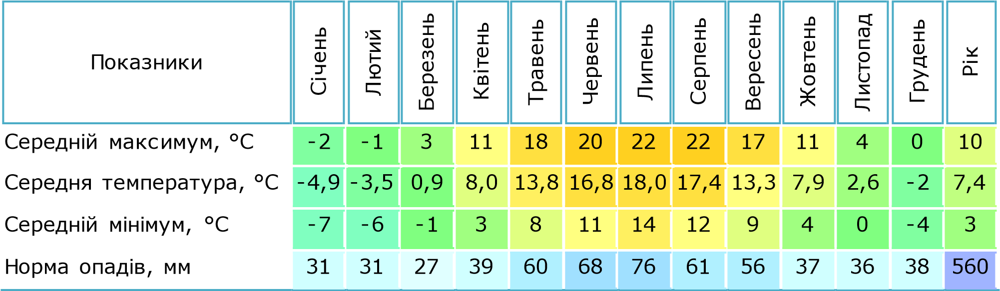 Показники Січень Лютий Березень Квітень Травень Червень Липень Серпень Вересень Жовтень Листопад Грудень Рік
Середній максимум, °C -2 -1 3 11 18 20 22 22 17 11 4 0 10
Середня температура, °C -4,9 -3,5 0,9 8,0 13,8 16,8 18,0 17,4 13,3 7,9 2,6 -2 7,4
Середній мінімум, °C -7 -6 -1 3 8 11 14 12 9 4 0 -4 3
Норма опадів, мм 31 31 27 39 60 68 76 61 56 37 36 38 560